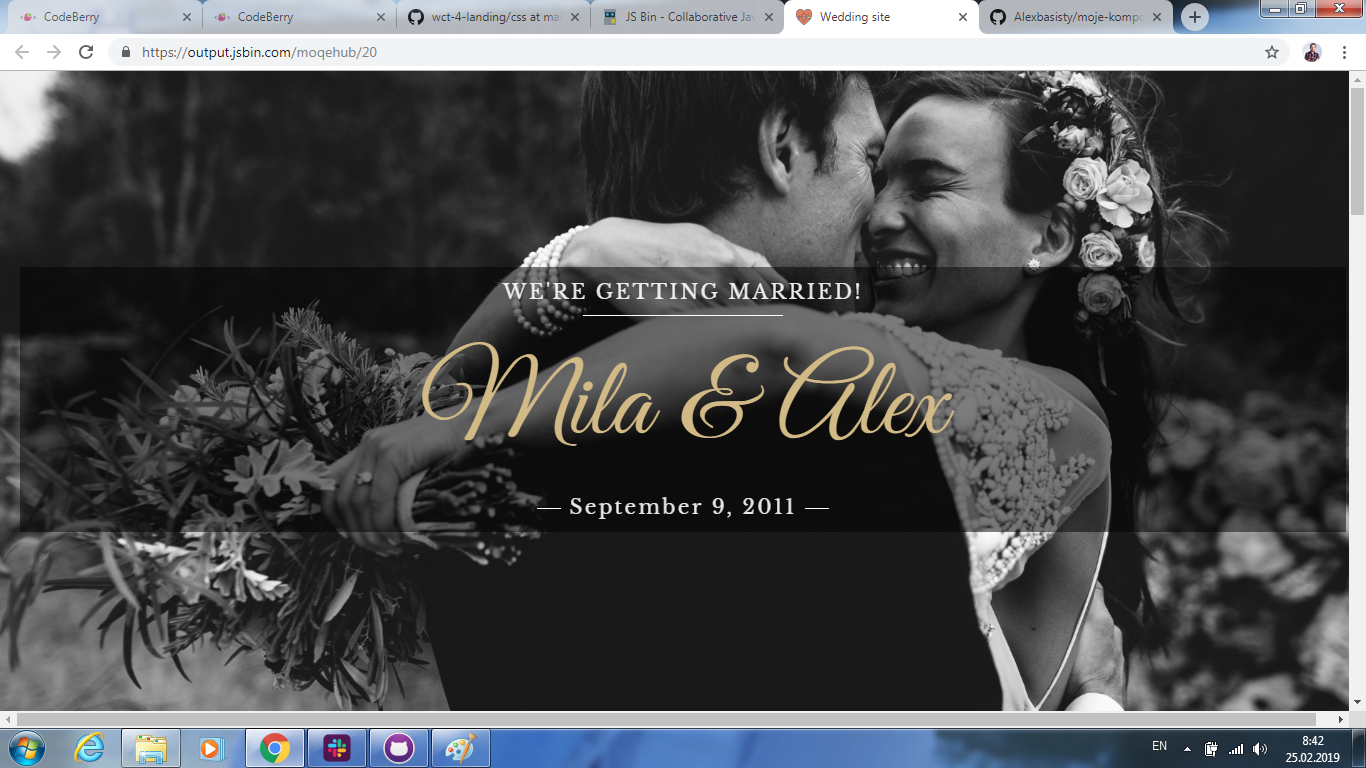 CodeBerry
CodeBerry
wct-4-landing/css at ma
JS Bin - Collaborative Ja
Wedding site
Alexbasisty/moje-kompo
https://output.jsbin.com/moqehub/20
WE'RE GETTING MARRIED!
Mila & Alex
— September 9, 2011 —
EN
8:42
25.02.2019